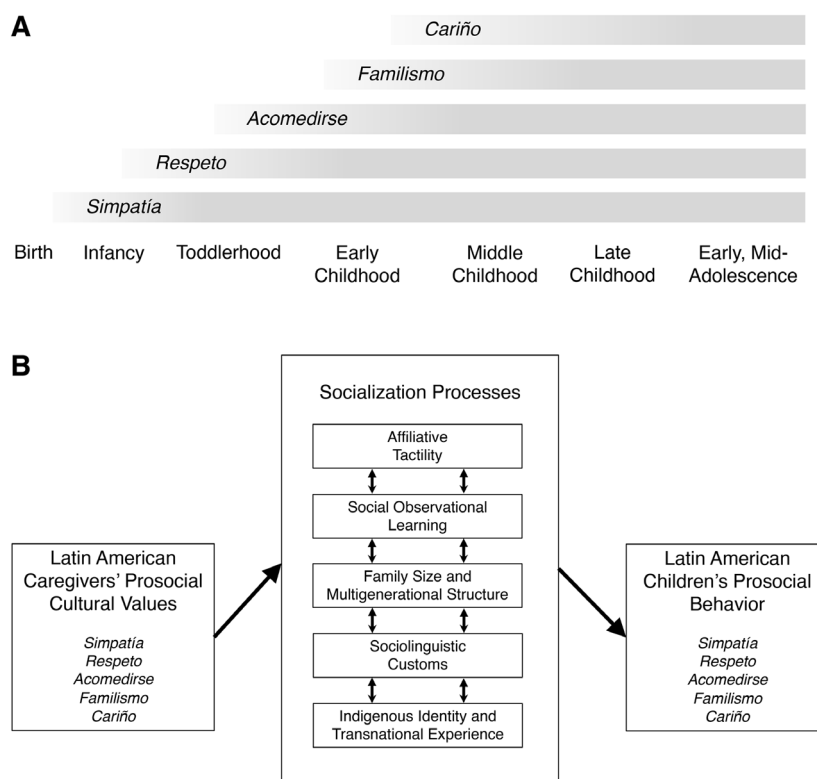 A
Cariño
Familismo
Acomedirse
Respeto
Simpatía
Birth
Infancy
Toddlerhood
Early
Childhood
Middle
Childhood
Late
Childhood
Early, Mid-
Adolescence
B
Latin American
Caregivers’ Prosocial
Cultural Values
Simpatía
Respeto
Acomedirse
Familismo
Cariño
Socialization Processes
Affiliative
Tactility
Social Observational
Learning
Family Size and
Multigenerational Structure
Sociolinguistic
Customs
Indigenous Identity and
Transnational Experience
Latin American
Children’s Prosocial
Behavior
Simpatía
Respeto
Acomedirse
Familismo
Cariño